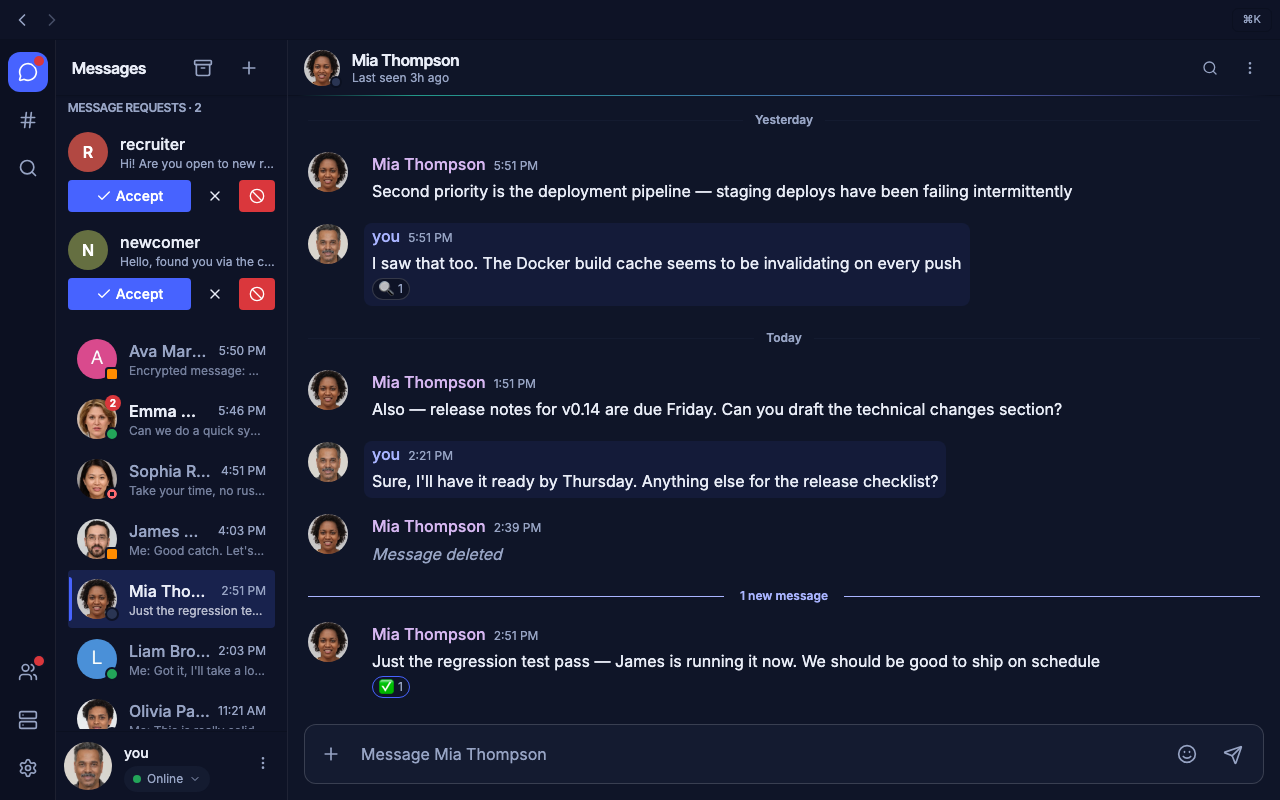 ⌘K
Messages
MESSAGE REQUESTS · 2
R
recruiter
Hi! Are you open to new r...
Accept
N
newcomer
Hello, found you via the c...
Accept
A
Ava Mar...
5:50 PM
Encrypted message: ...
2
Emma ...
5:46 PM
Can we do a quick sy...
Sophia R...
4:51 PM
Take your time, no rus...
James ...
4:03 PM
Me: Good catch. Let's...
Mia Tho...
2:51 PM
Just the regression te...
L
Liam Bro...
2:03 PM
Me: Got it, I'll take a lo...
Olivia Pa...
11:21 AM
Me: This is really solid...
you
Online
Mia Thompson
Last seen 3h ago
Yesterday
Mia Thompson 5:51 PM
Second priority is the deployment pipeline — staging deploys have been failing intermittently
you 5:51 PM
I saw that too. The Docker build cache seems to be invalidating on every push
🔍 1
Today
Mia Thompson 1:51 PM
Also — release notes for v0.14 are due Friday. Can you draft the technical changes section?
you 2:21 PM
Sure, I'll have it ready by Thursday. Anything else for the release checklist?
Mia Thompson 2:39 PM
Message deleted
1 new message
Mia Thompson 2:51 PM
Just the regression test pass — James is running it now. We should be good to ship on schedule
✅ 1
Message Mia Thompson